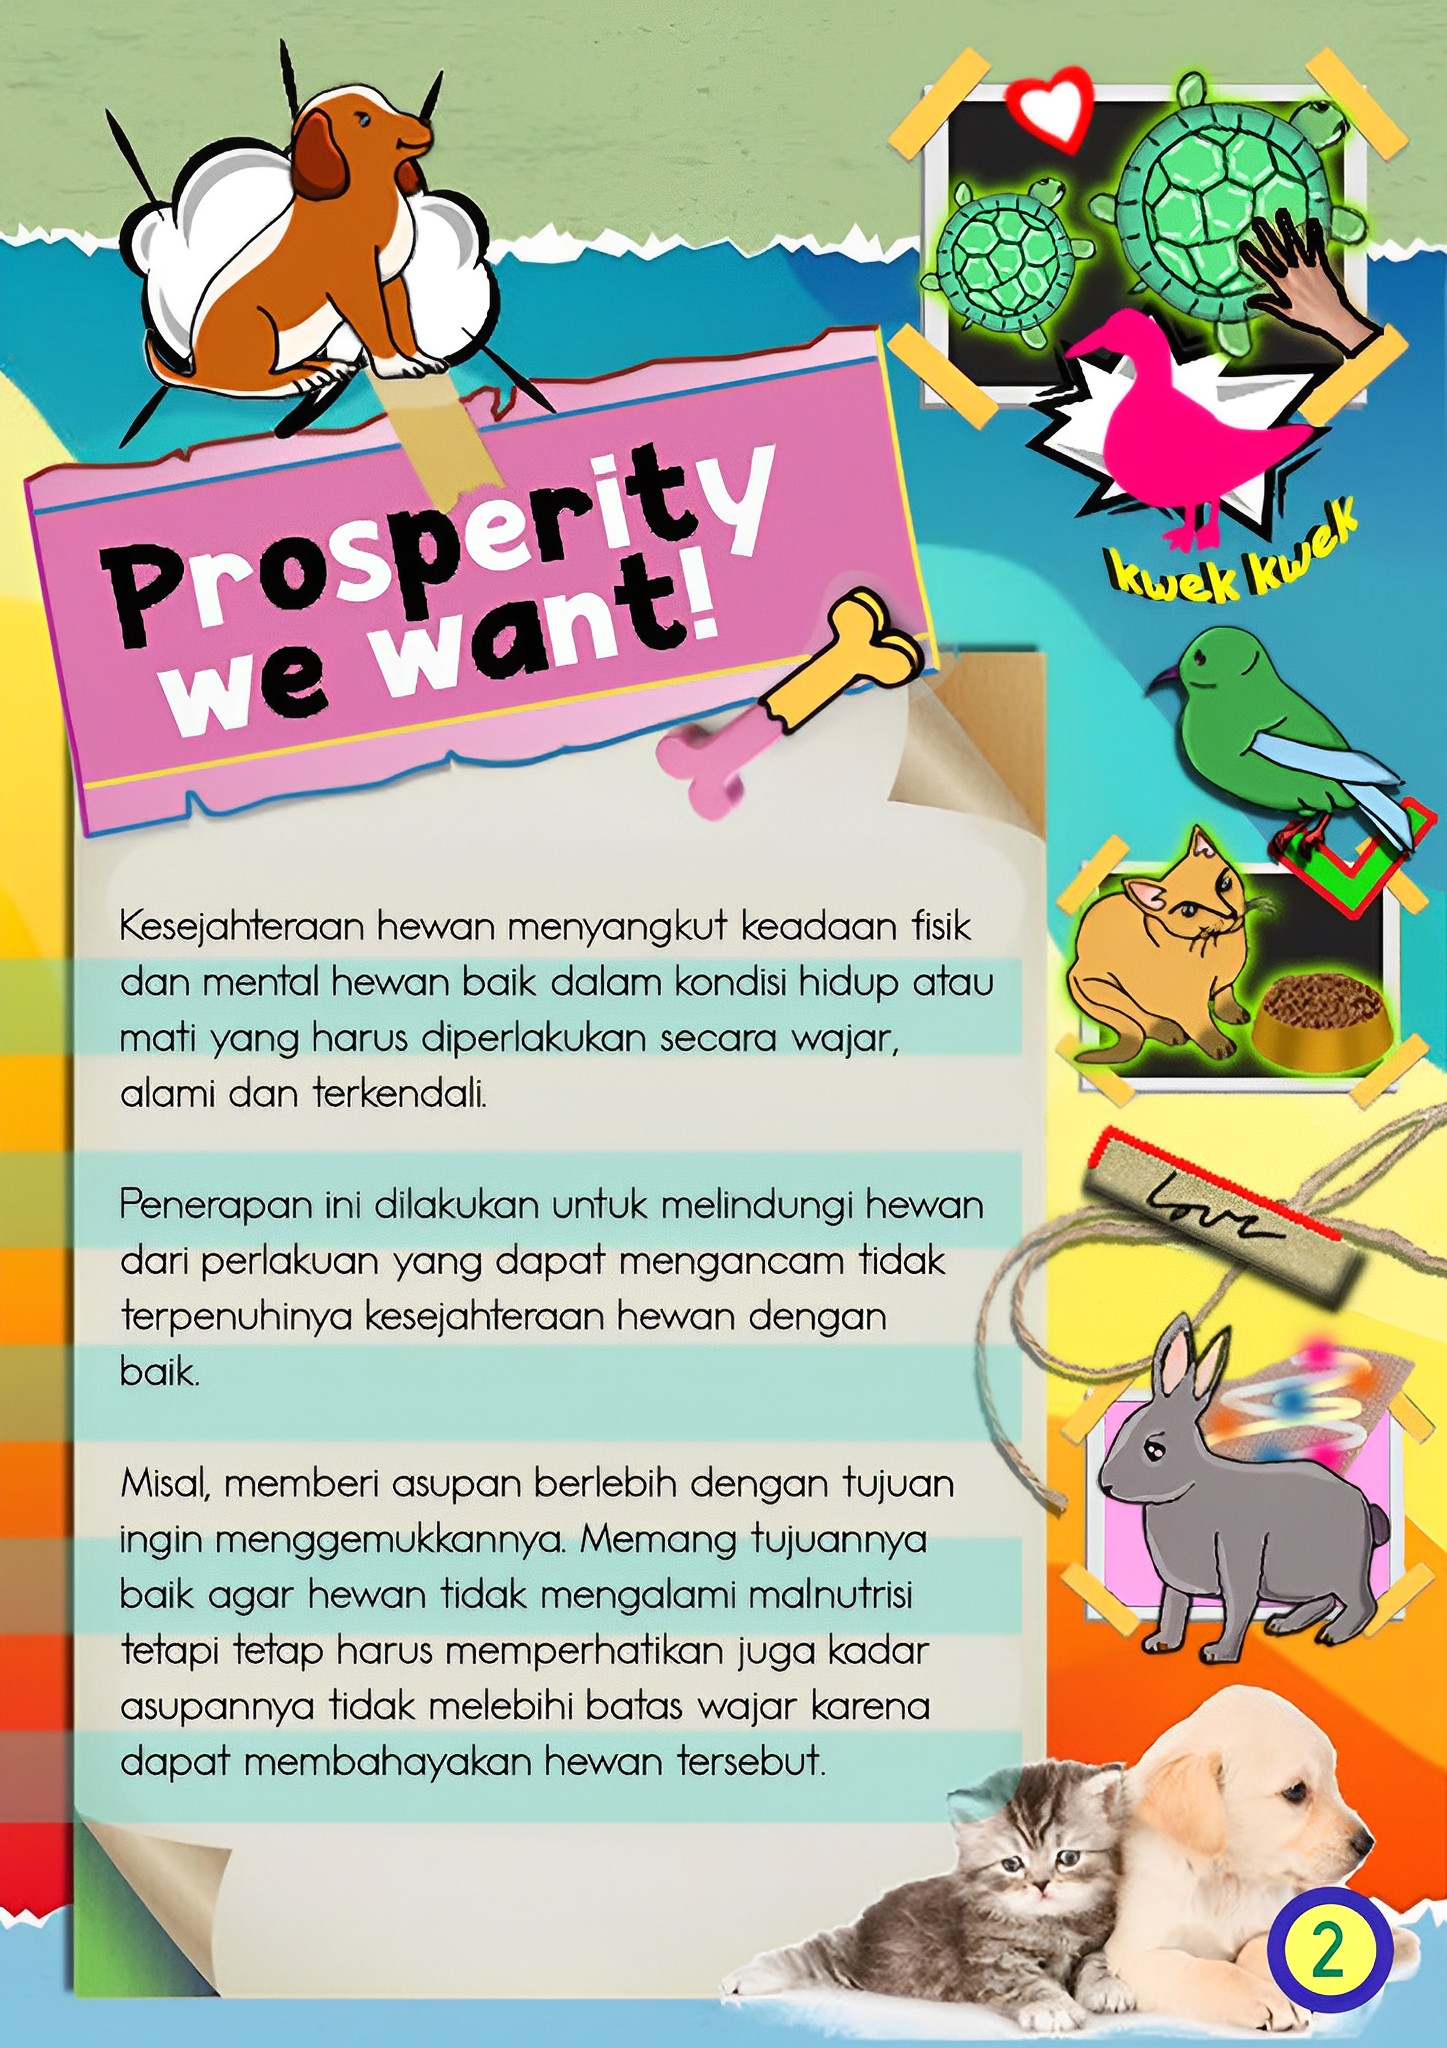 Prosperity
we want!
kwek kwek
Kesejahteraan hewan menyangkut keadaan fisik
dan mental hewan baik dalam kondisi hidup atau
mati yang harus diperlakukan secara wajar,
alami dan terkendali.
Penerapan ini dilakukan untuk melindungi hewan
dari perlakuan yang dapat mengancam tidak
terpenuhinya kesejahteraan hewan dengan
baik.
Misal, memberi asupan berlebih dengan tujuan
ingin menggemukkannya. Memang tujuannya
baik agar hewan tidak mengalami malnutrisi
tetapi tetap harus memperhatikan juga kadar
asupannya tidak melebihi batas wajar karena
dapat membahayakan hewan tersebut.
love
2